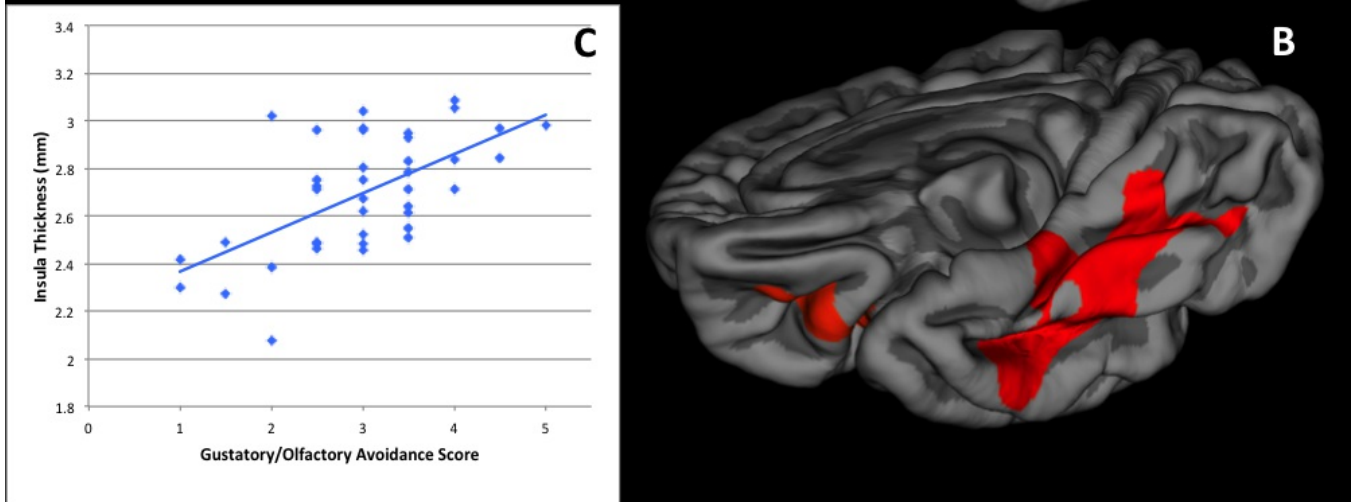 3.4
C
3.2
3
2.8
2.6
2.4
2.2
2
1.8
0 1 2 3 4 5
Insula Thickness (mm)
Gustatory/Olfactory Avoidance Score
B